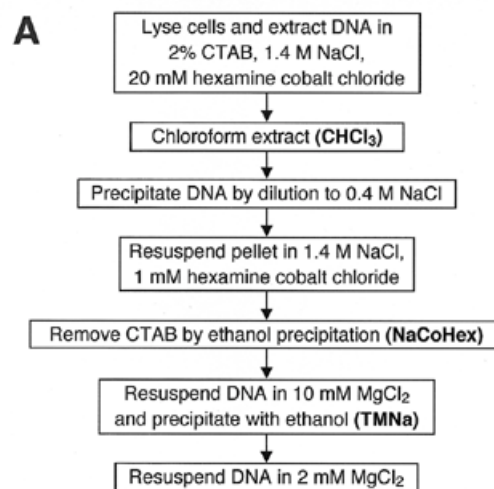 A
Lyse cells and extract DNA in
2% CTAB, 1.4 M NaCl,
20 mM hexamine cobalt chloride
Chloroform extract (CHCl₃)
Precipitate DNA by dilution to 0.4 M NaCl
Resuspend pellet in 1.4 M NaCl,
1 mM hexamine cobalt chloride
Remove CTAB by ethanol precipitation (NaCoHex)
Resuspend DNA in 10 mM MgCl₂
and precipitate with ethanol (TMNa)
Resuspend DNA in 2 mM MgCl₂